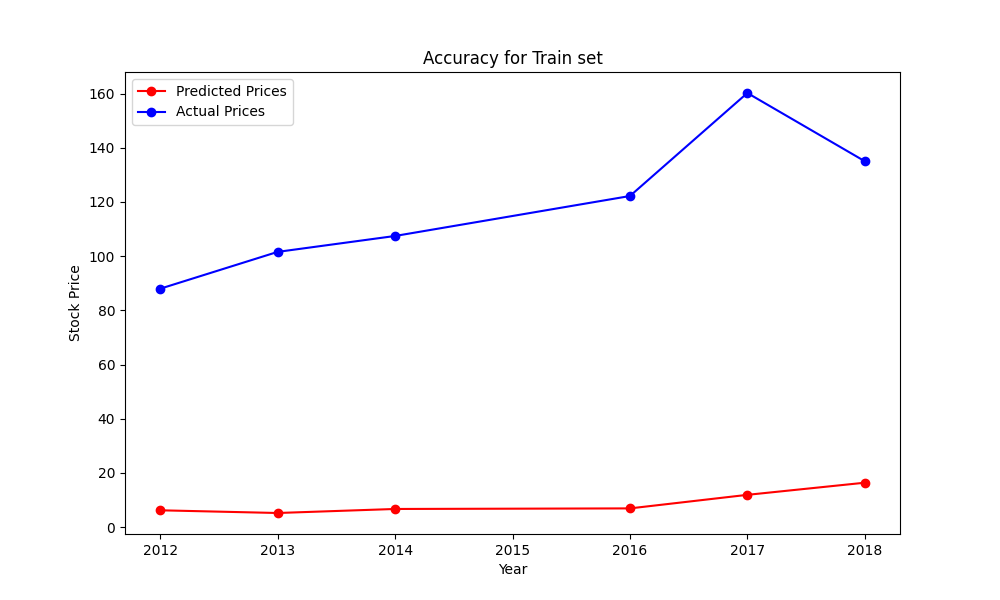 Accuracy for Train set
Predicted Prices
Actual Prices
160
140
120
100
80
60
40
20
0
Stock Price
2012 2013 2014 2015 2016 2017 2018
Year